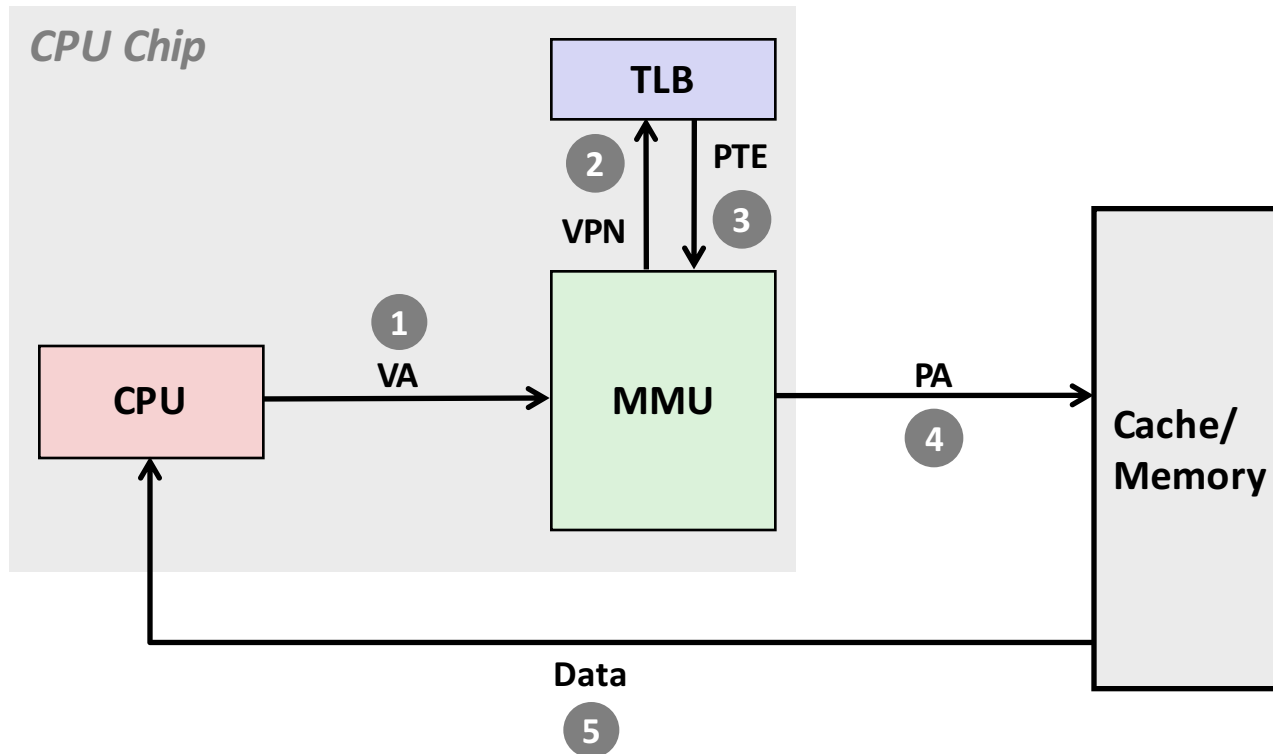 CPU Chip
TLB
2
PTE
VPN
3
1
VA
CPU
MMU
PA
4
Cache/
Memory
Data
5